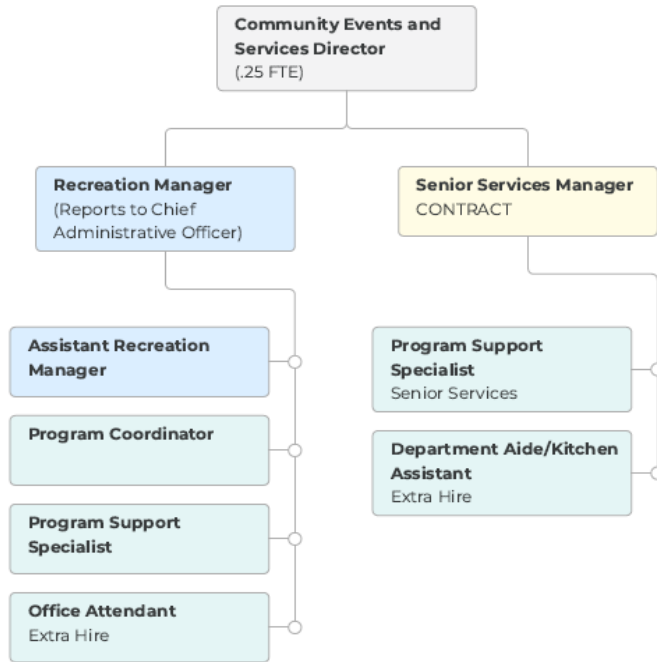 Community Events and
Services Director
(.25 FTE)
Recreation Manager
(Reports to Chief
Administrative Officer)
Senior Services Manager
CONTRACT
Assistant Recreation
Manager
Program Coordinator
Program Support
Specialist
Office Attendant
Extra Hire
Program Support
Specialist
Senior Services
Department Aide/Kitchen
Assistant
Extra Hire